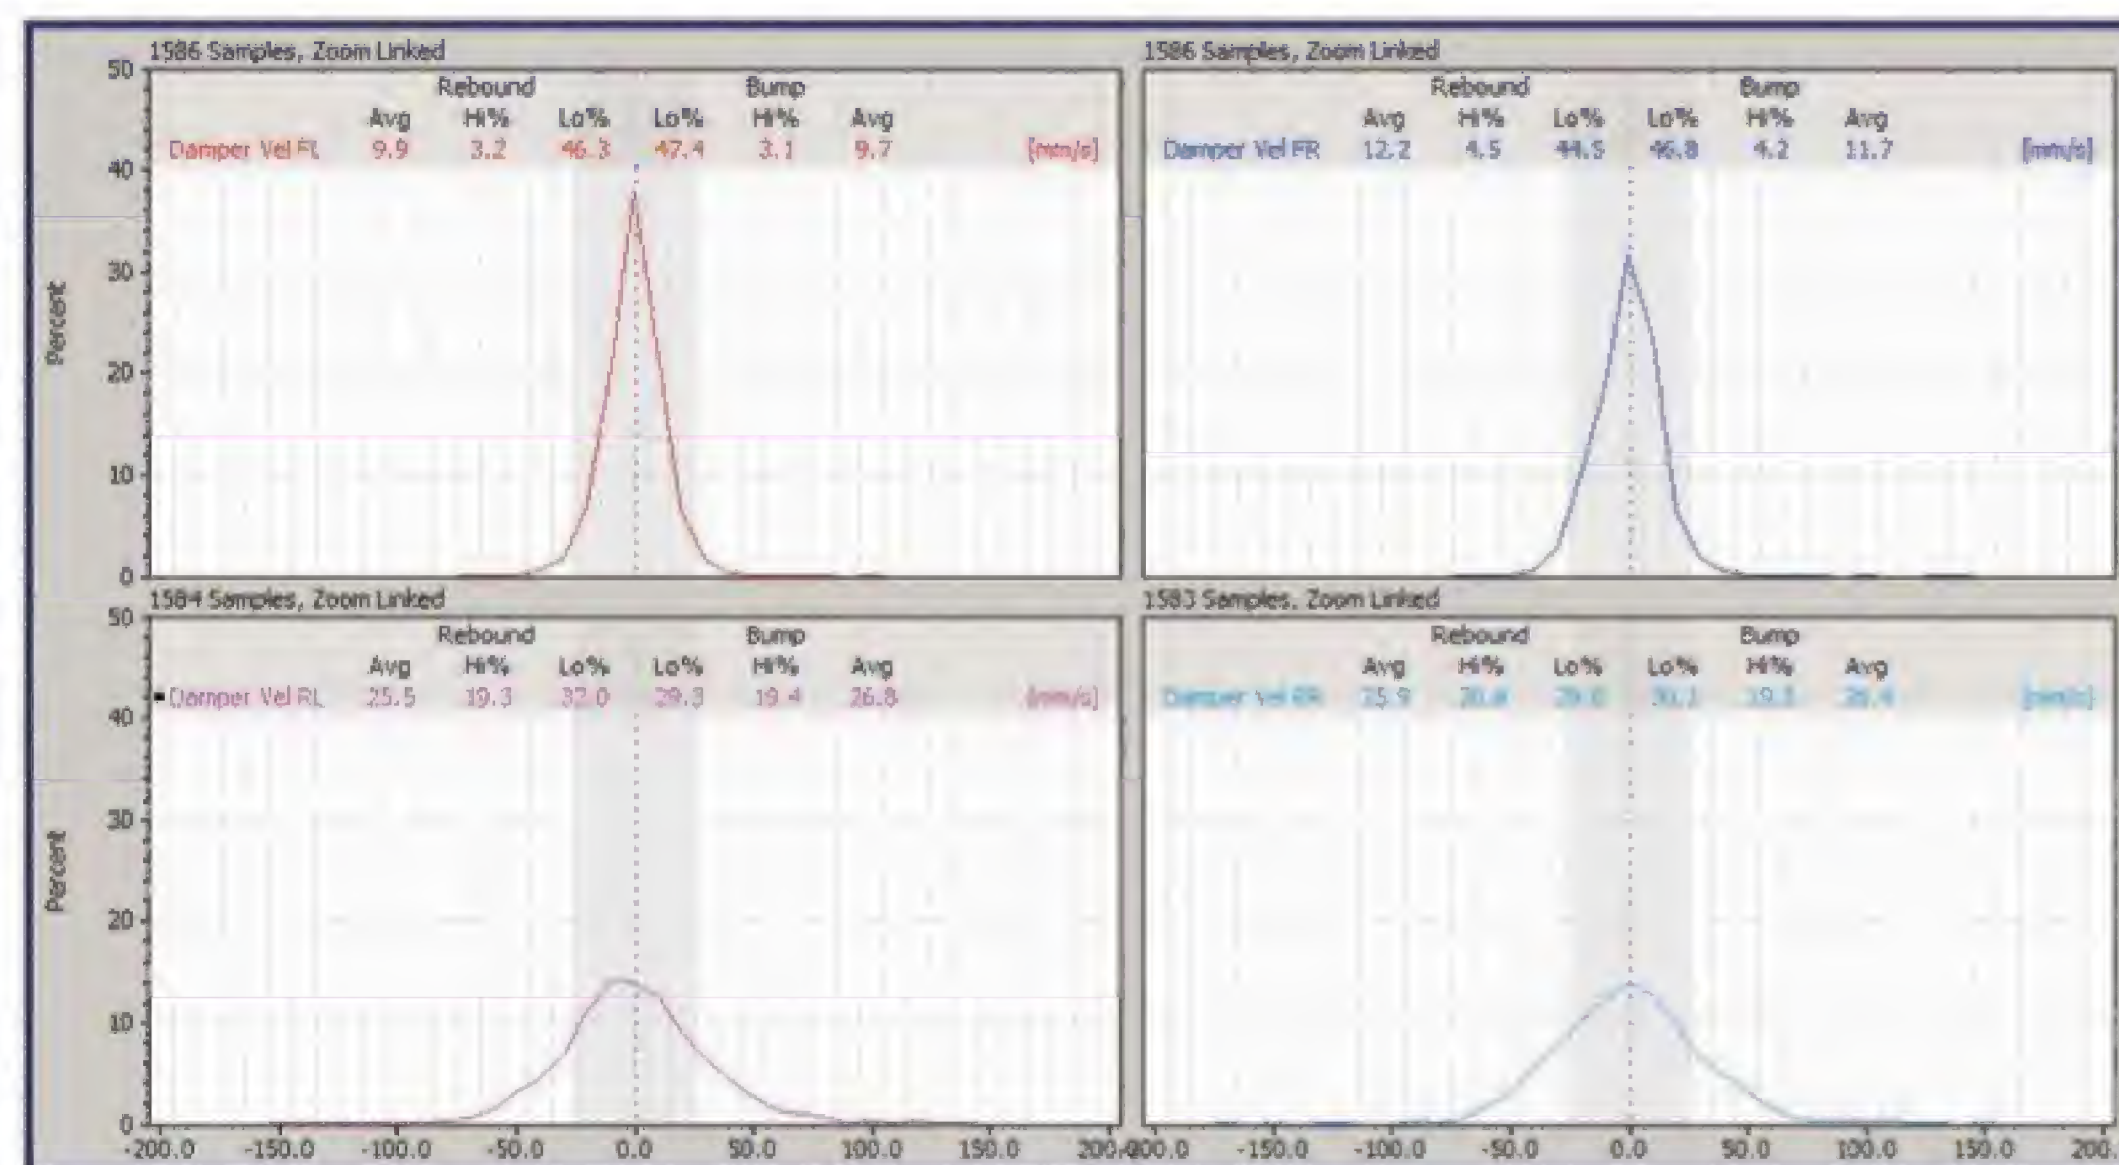 1586 Samples, Zoom Linked
Rebound Bump
Avg Hi% Lo% Lo% Hi% Avg
Damper Vel FL 9.9 3.2 46.3 47.4 3.1 9.7 [mm/s]
50
40
30
20
10
0
Percent
1586 Samples, Zoom Linked
Rebound Bump
Avg Hi% Lo% Lo% Hi% Avg
Damper Vel FR 12.2 4.5 44.5 46.8 4.2 11.7 [mm/s]
1584 Samples, Zoom Linked
Rebound Bump
Avg Hi% Lo% Lo% Hi% Avg
Damper Vel RL 25.5 19.3 32.0 29.3 19.4 26.8 [mm/s]
50
40
30
20
10
0
Percent
-200.0 -150.0 -100.0 -50.0 0.0 50.0 100.0 150.0
1583 Samples, Zoom Linked
Rebound Bump
Avg Hi% Lo% Lo% Hi% Avg
Damper Vel RR 25.9 [mm/s]
-150.0 -100.0 -50.0 0.0 50.0 100.0 150.0 200.